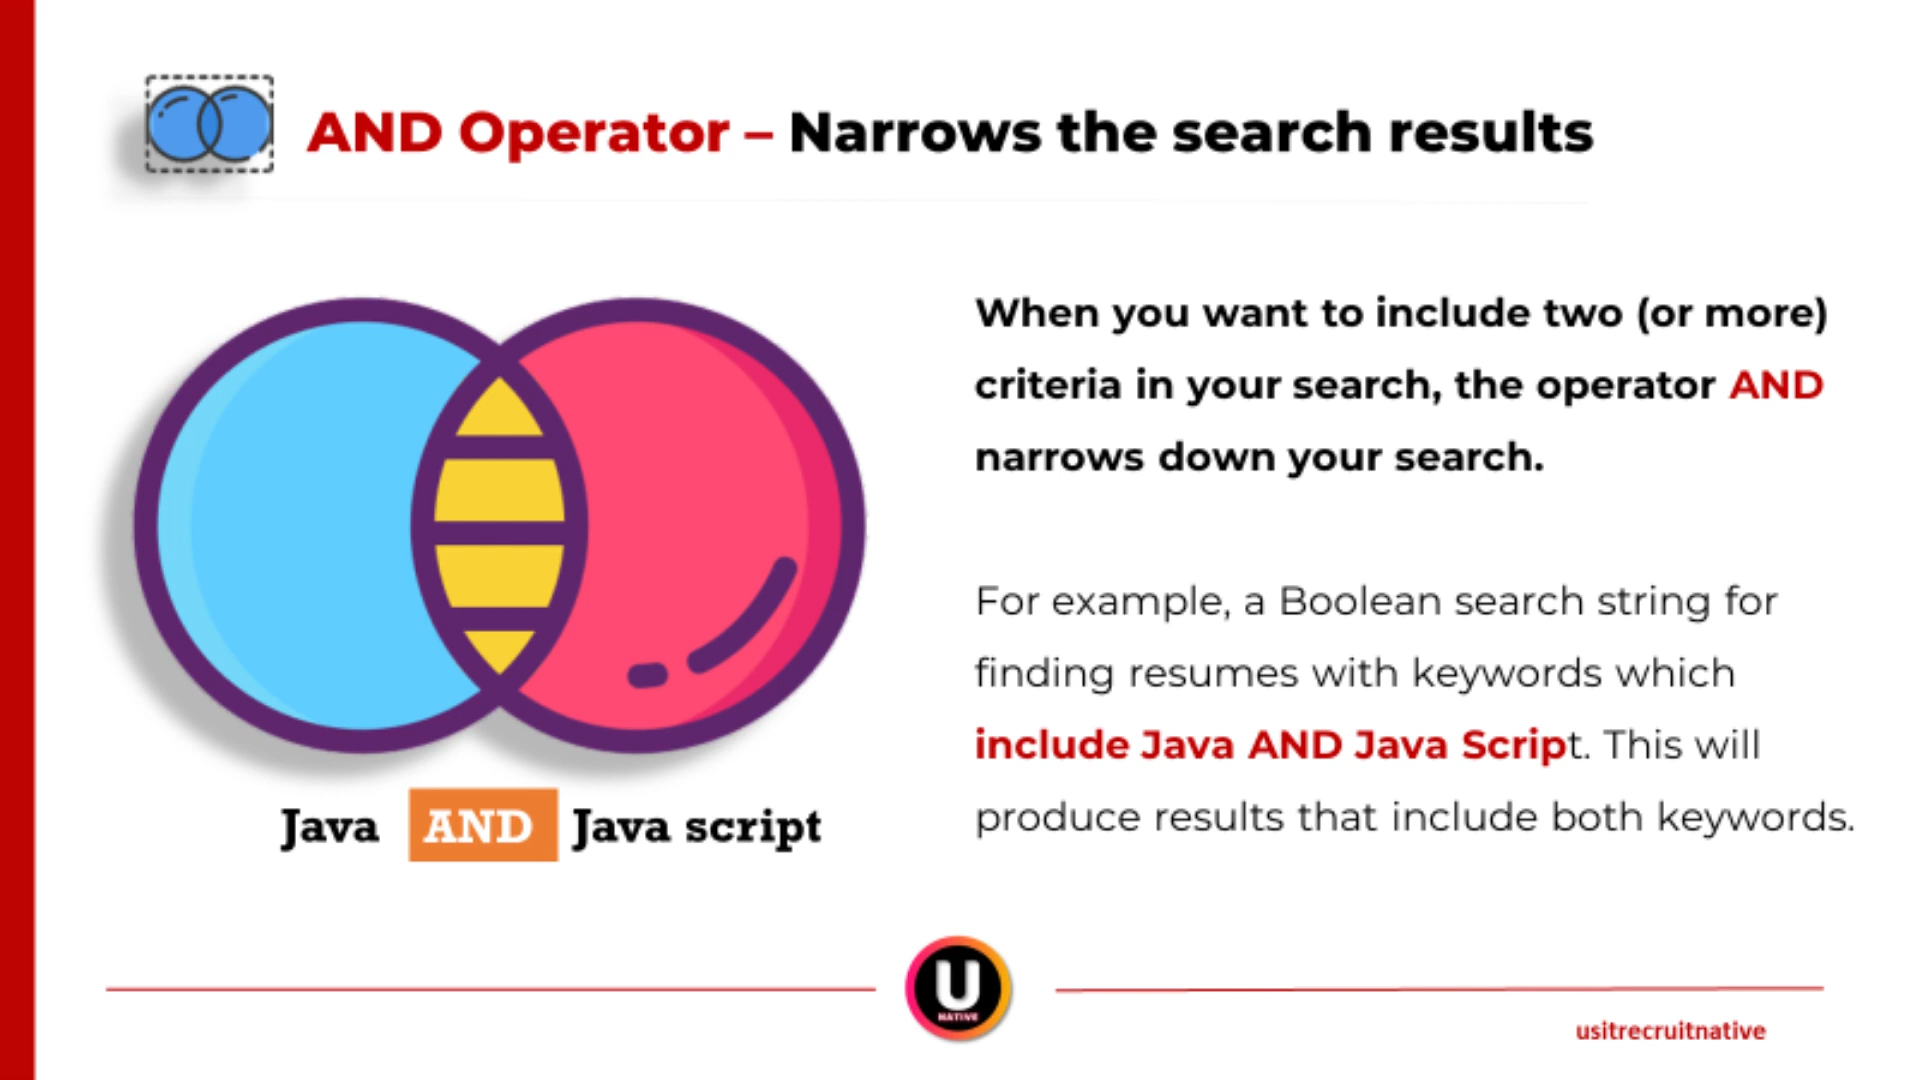 AND Operator – Narrows the search results
When you want to include two (or more)
criteria in your search, the operator AND
narrows down your search.
For example, a Boolean search string for
finding resumes with keywords which
include Java AND Java Script. This will
produce results that include both keywords.
Java AND Java script
U
NATIVE
usitrecruitnative